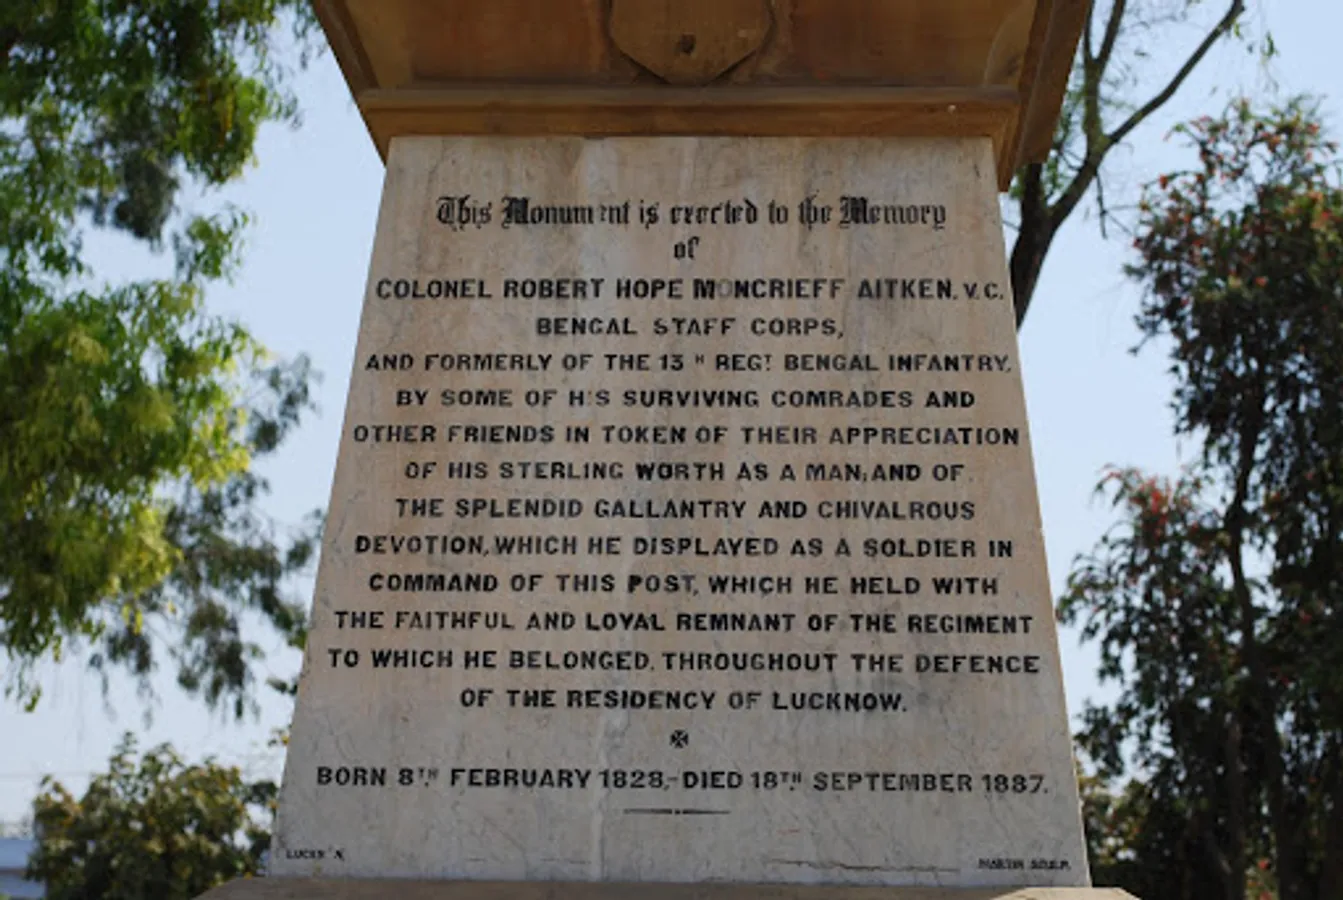 This Monument is erected to the Memory
of
COLONEL ROBERT HOPE MONCRIEFF AITKEN, V.C.
BENGAL STAFF CORPS,
AND FORMERLY OF THE 13TH REGT BENGAL INFANTRY,
BY SOME OF HIS SURVIVING COMRADES AND
OTHER FRIENDS IN TOKEN OF THEIR APPRECIATION
OF HIS STERLING WORTH AS A MAN, AND OF
THE SPLENDID GALLANTRY AND CHIVALROUS
DEVOTION, WHICH HE DISPLAYED AS A SOLDIER IN
COMMAND OF THIS POST, WHICH HE HELD WITH
THE FAITHFUL AND LOYAL REMNANT OF THE REGIMENT
TO WHICH HE BELONGED, THROUGHOUT THE DEFENCE
OF THE RESIDENCY OF LUCKNOW.
BORN 8TH FEBRUARY 1828,-DIED 18TH SEPTEMBER 1887.
MARTIN